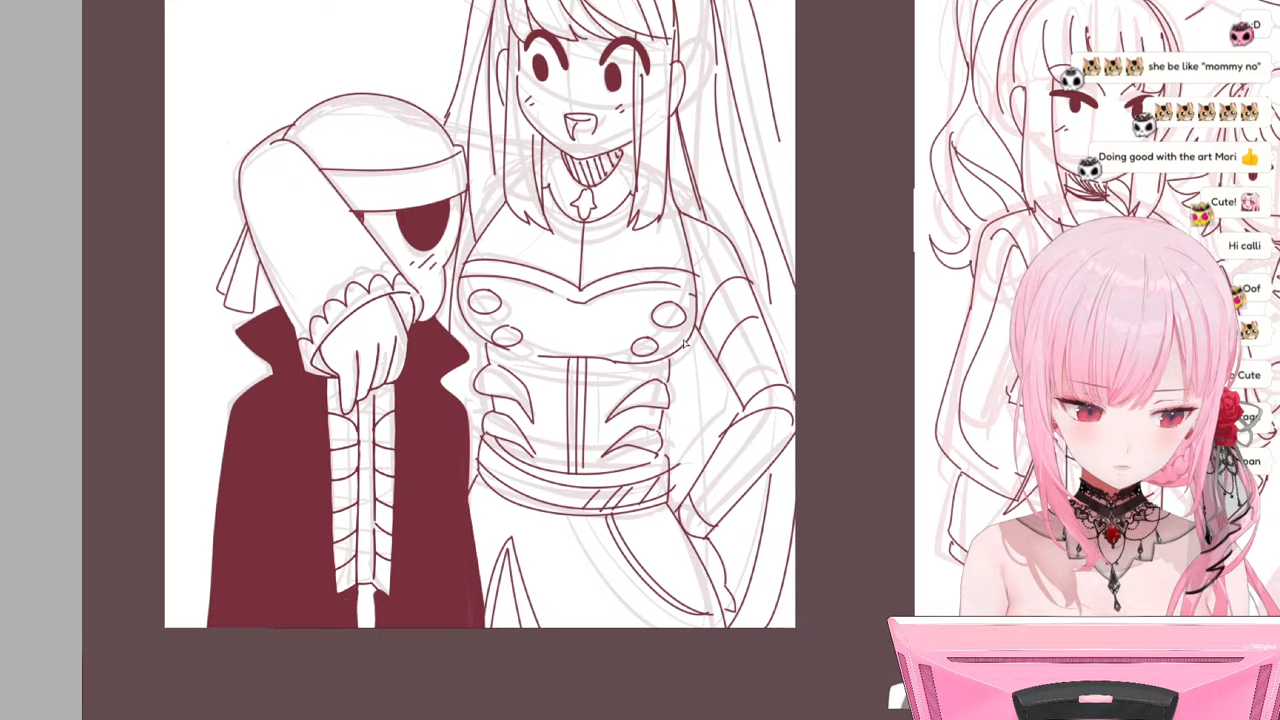 :D
she be like "mommy no"
Doing good with the art Mori
Cute!
Hi calli
Oof
Cute